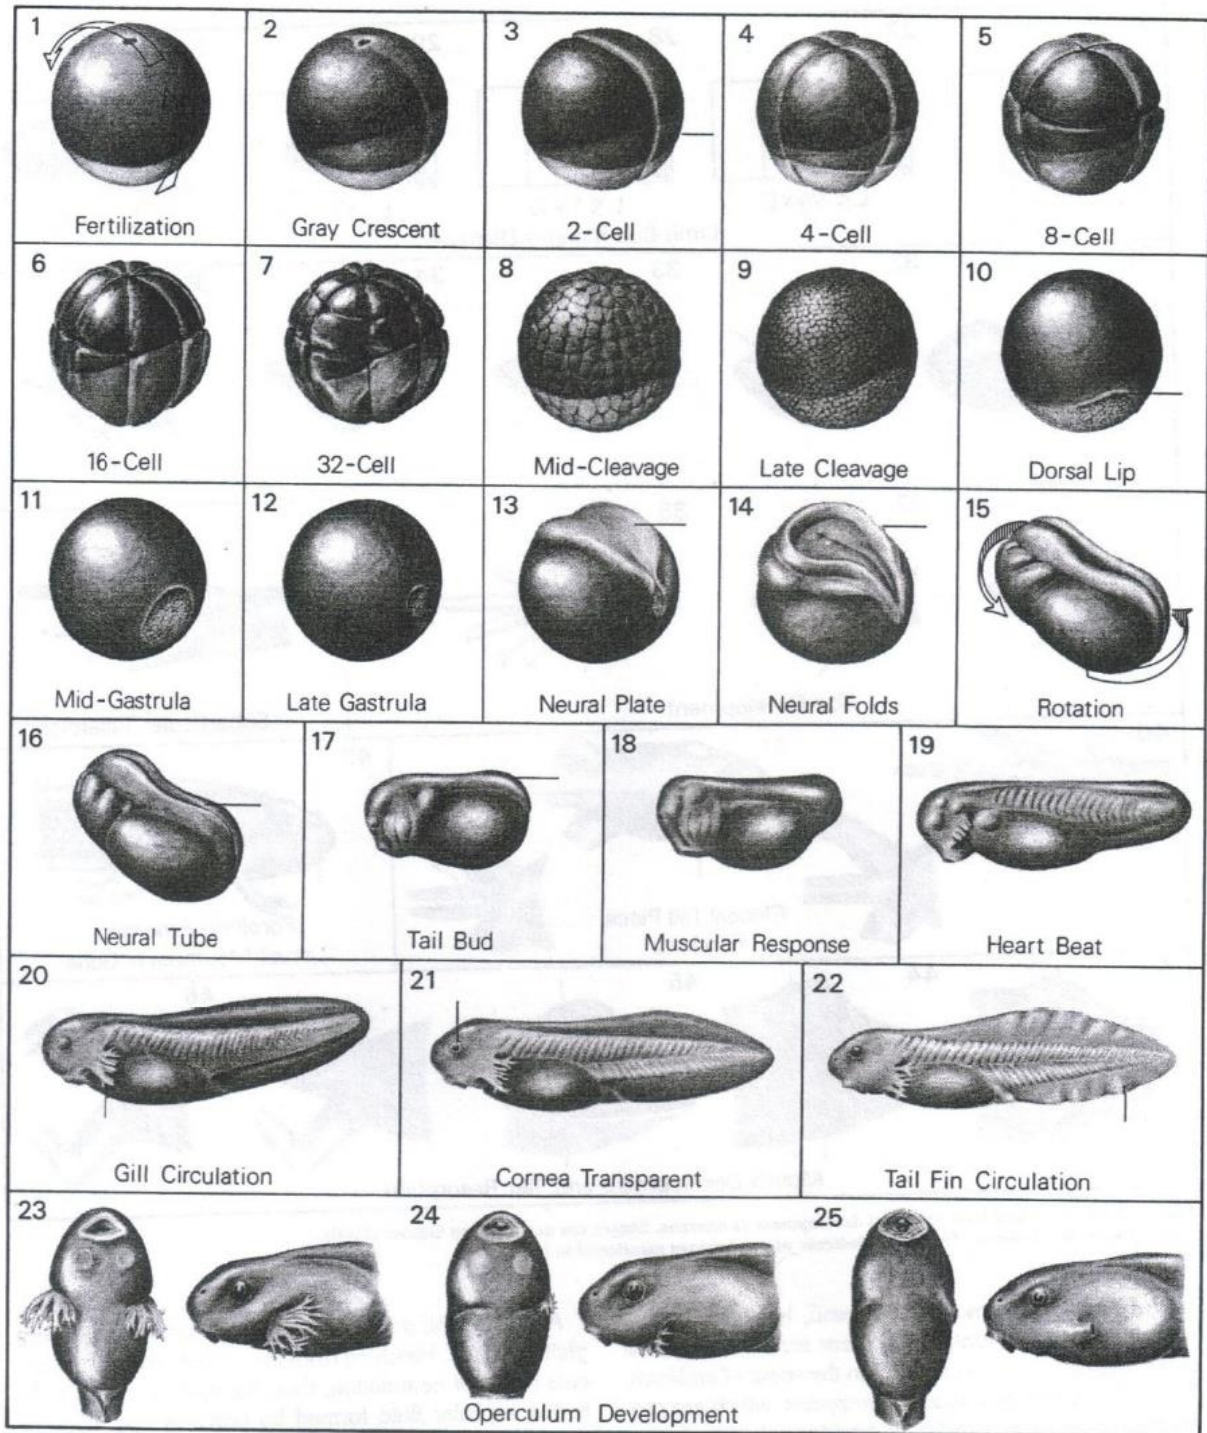 1
Fertilization
2
Gray Crescent
3
2-Cell
4
4-Cell
5
8-Cell
6
16-Cell
7
32-Cell
8
Mid-Cleavage
9
Late Cleavage
10
Dorsal Lip
11
Mid-Gastrula
12
Late Gastrula
13
Neural Plate
14
Neural Folds
15
Rotation
16
Neural Tube
17
Tail Bud
18
Muscular Response
19
Heart Beat
20
Gill Circulation
21
Cornea Transparent
22
Tail Fin Circulation
23
24
25
Operculum Development